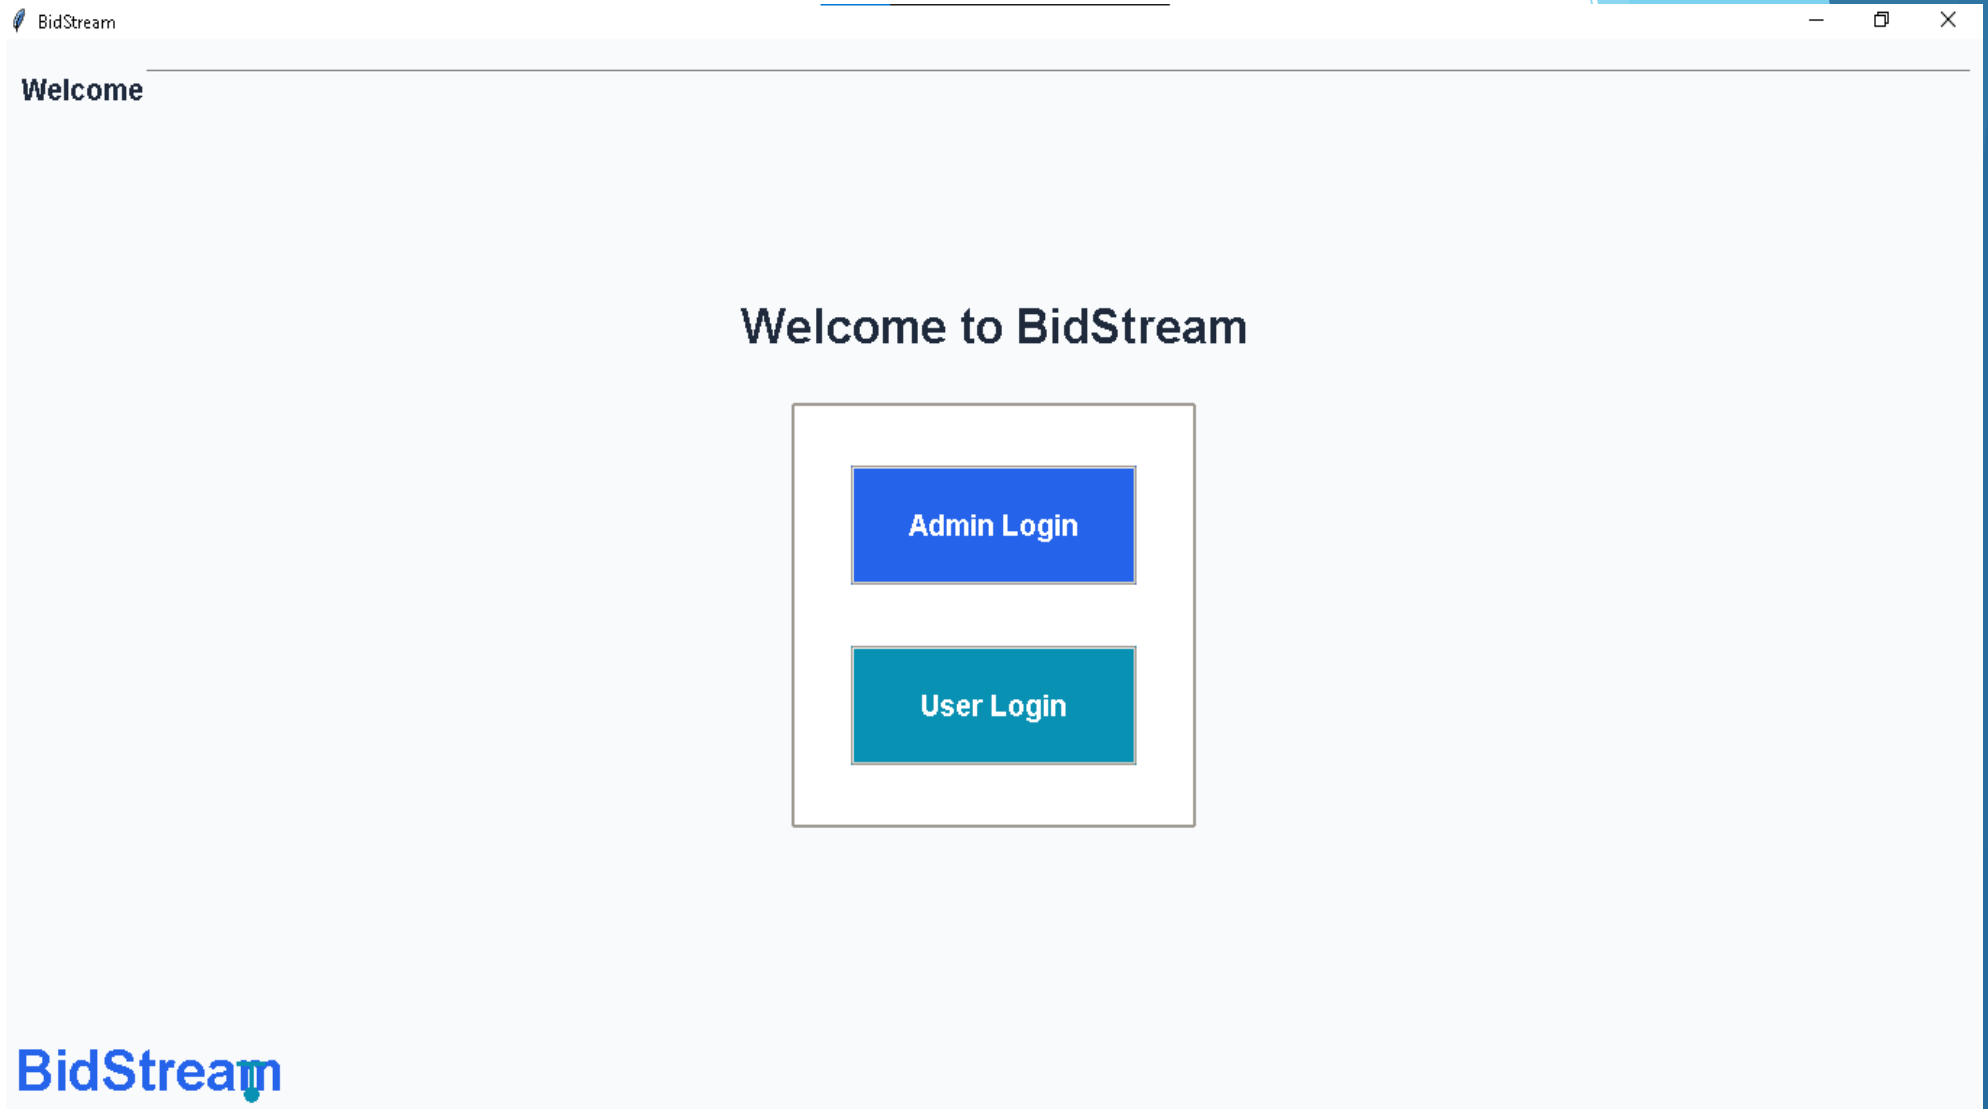 BidStream
Welcome
Welcome to BidStream
Admin Login
User Login
BidStream